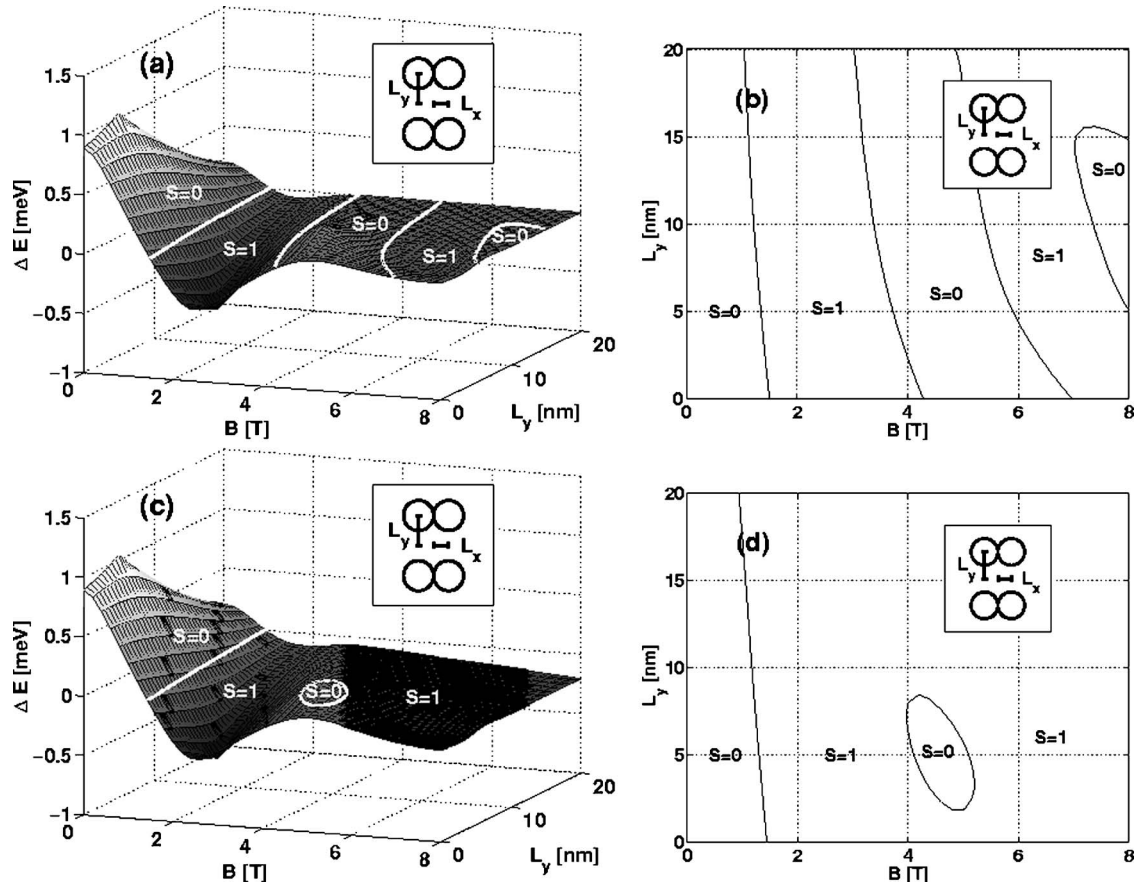 (a)
1.5
1
0.5
0
−0.5
−1
Δ E [meV]
0
2
4
6
8
B [T]
0
10
20
L_y [nm]
S=0
S=1
S=0
S=1
S=0
L_y
L_x
(b)
20
15
10
5
0
L_y [nm]
0
2
4
6
8
B [T]
S=0
S=1
S=0
S=1
S=0
L_y
L_x
(c)
1.5
1
0.5
0
−0.5
−1
Δ E [meV]
0
2
4
6
8
B [T]
0
10
20
L_y [nm]
S=0
S=1
S=0
S=1
L_y
L_x
(d)
20
15
10
5
0
L_y [nm]
0
2
4
6
8
B [T]
S=0
S=1
S=0
S=1
L_y
L_x